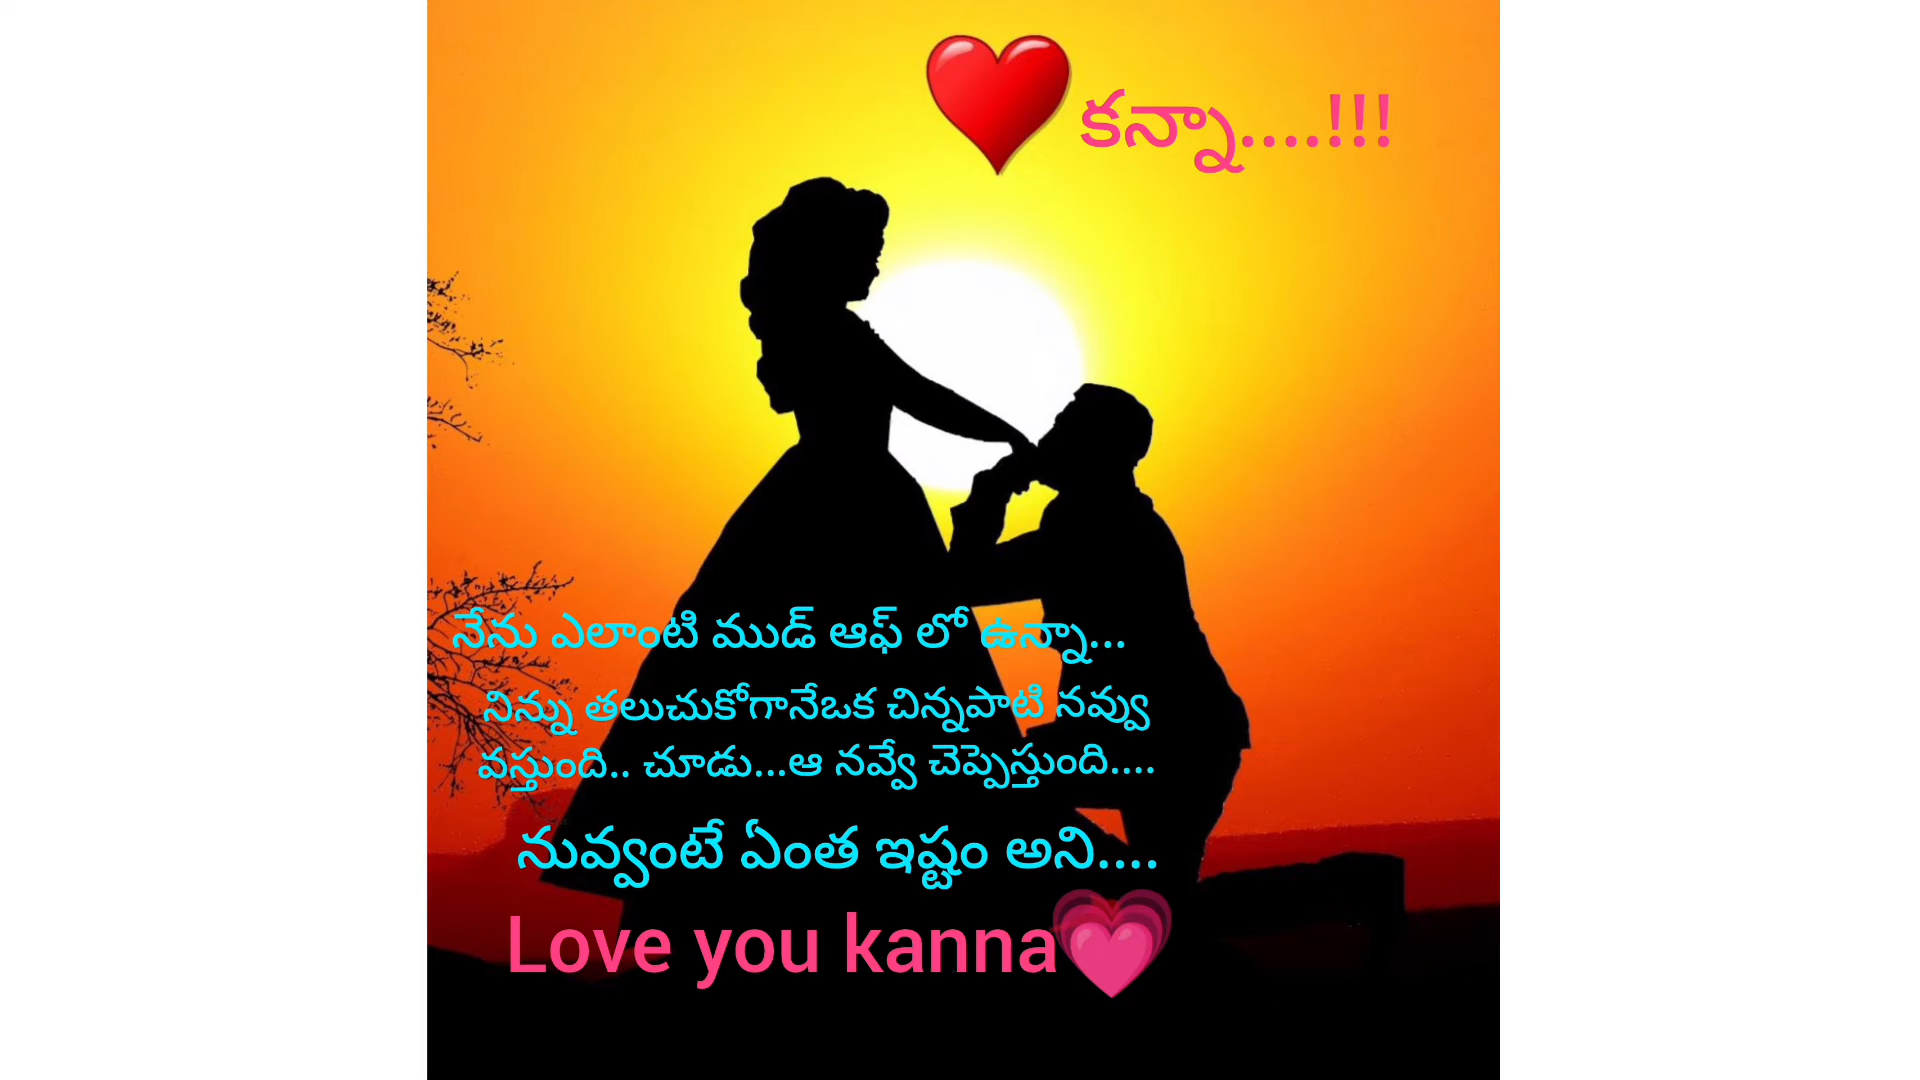 కన్నా....!!!
నేను ఎలాంటి ముడ్ ఆఫ్ లో ఉన్నా...
నిన్ను తలుచుకోగానేఒక చిన్నపాటి నవ్వు
వస్తుంది.. చూడు...ఆ నవ్వే చెప్పేస్తుంది....
నువ్వంటే ఏంత ఇష్టం అని....
Love you kanna